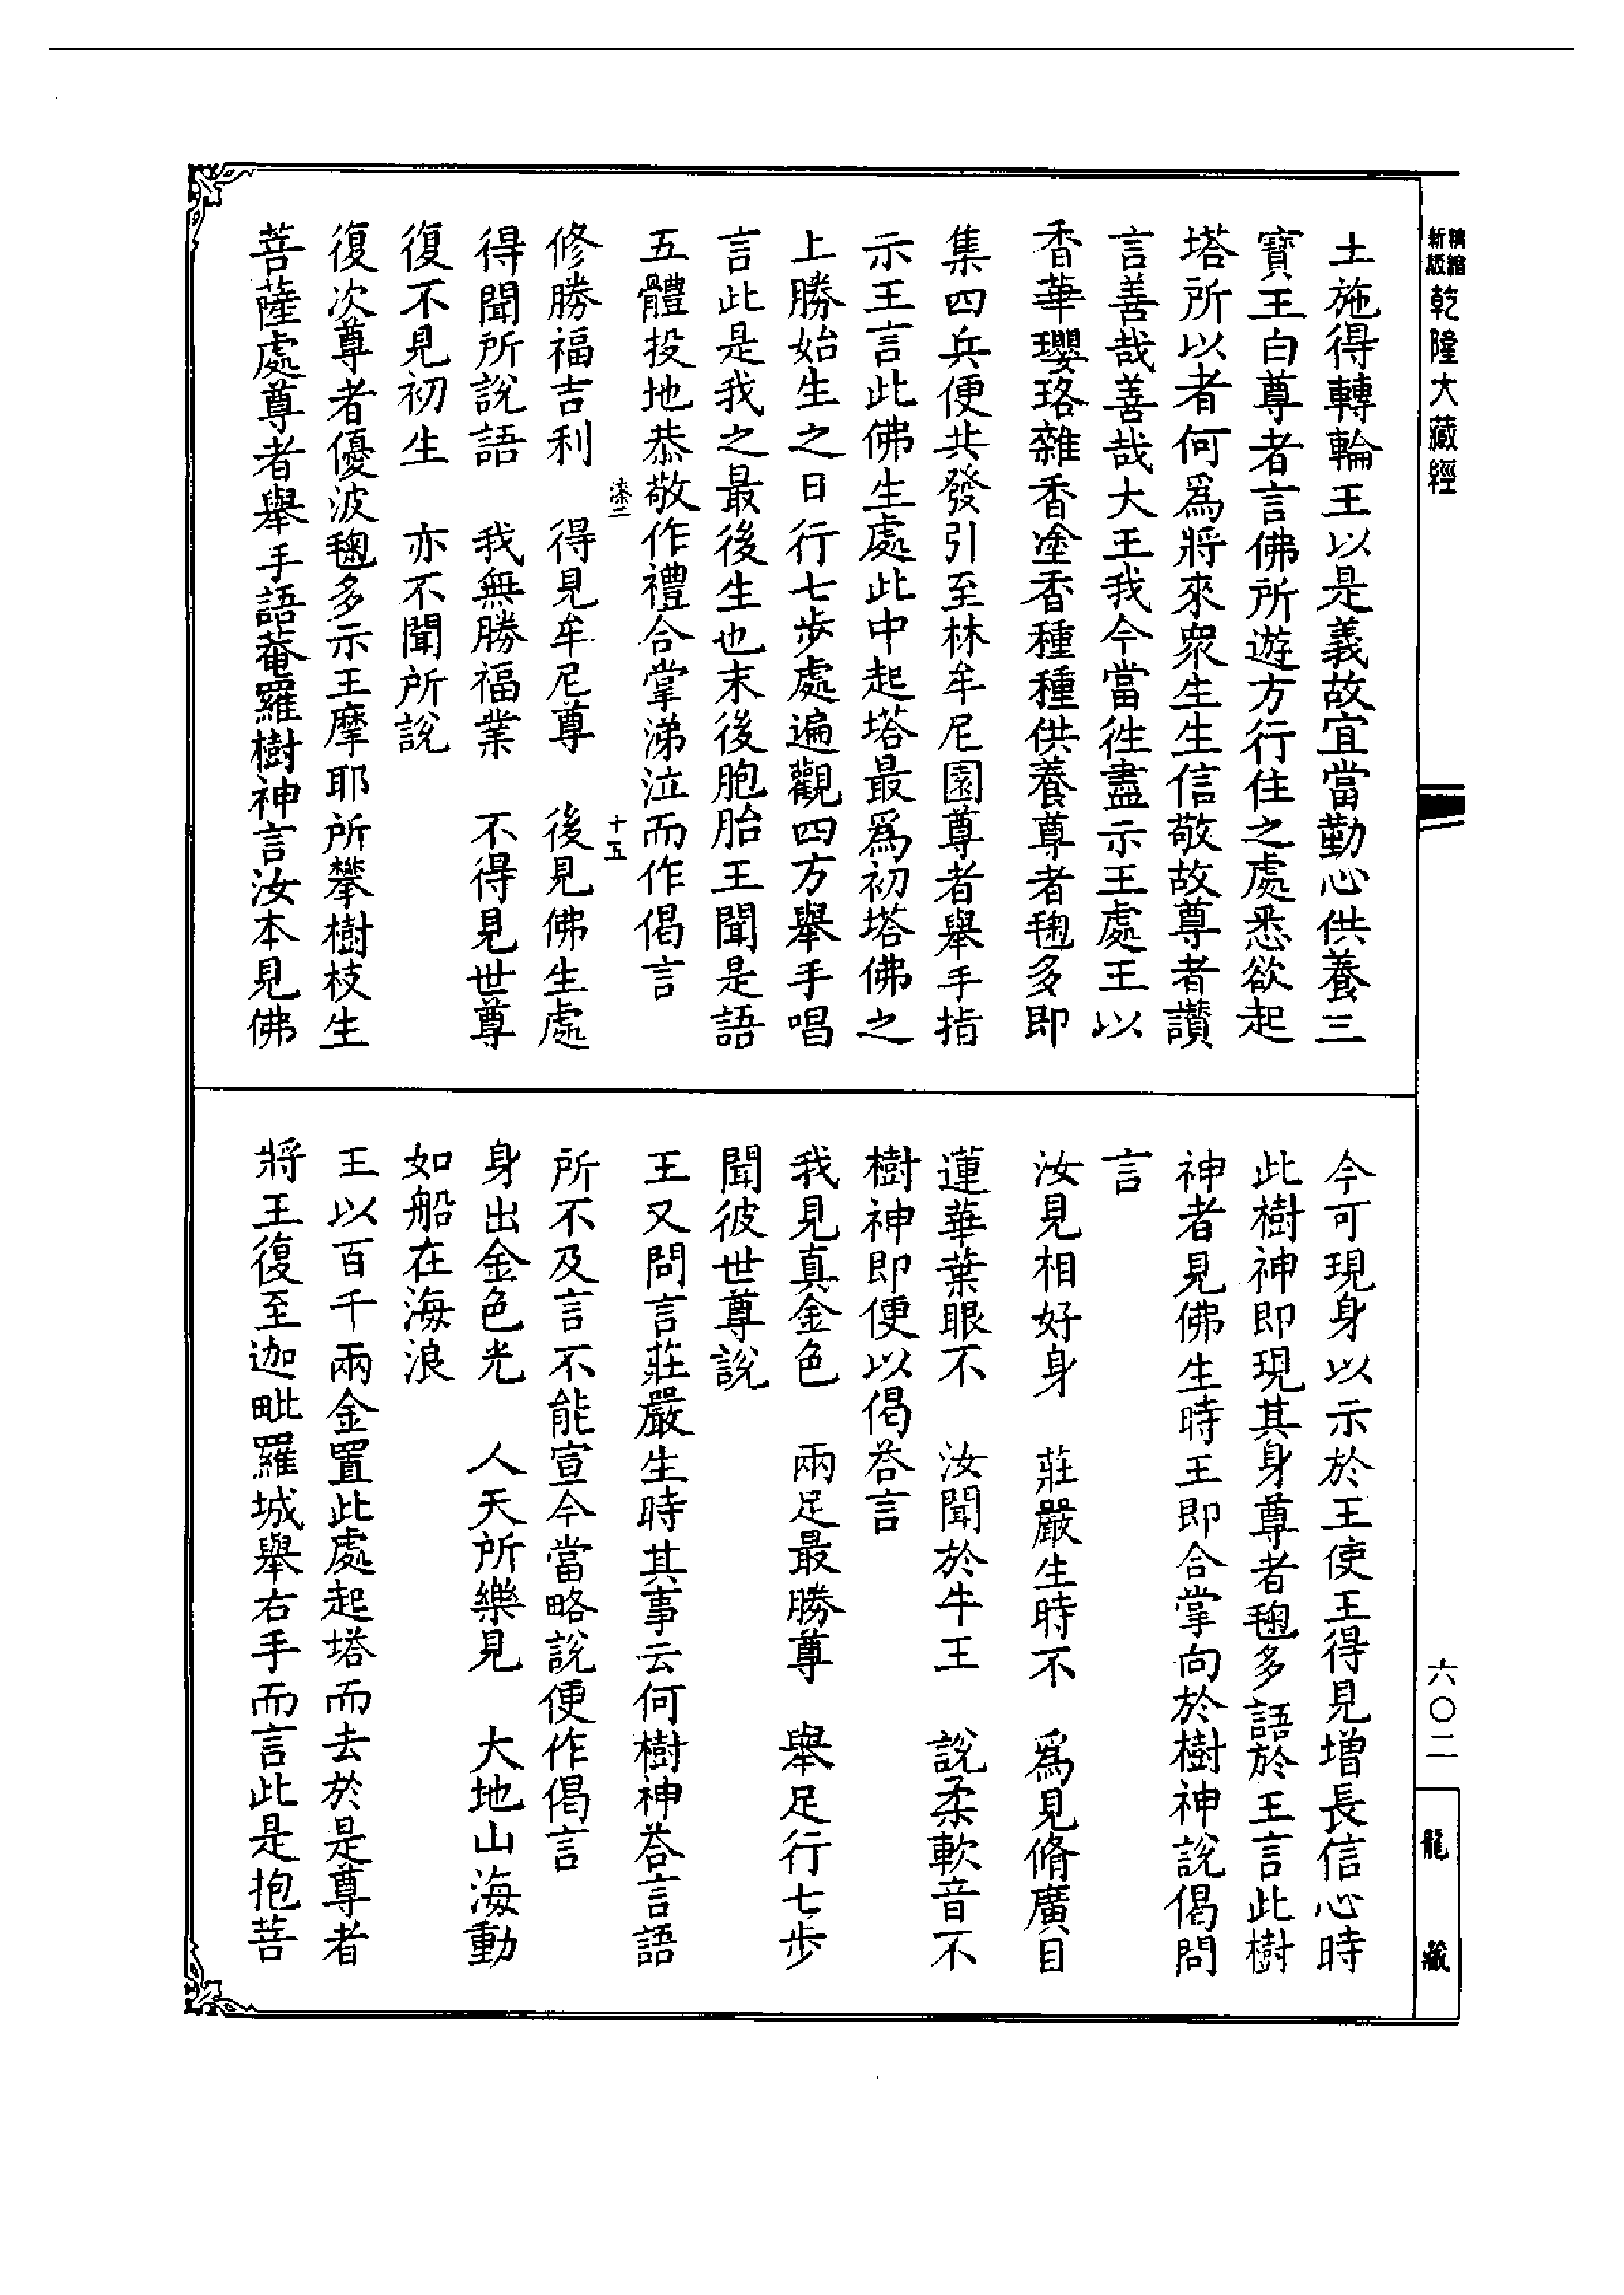 精縮
新版
乾隆大藏經
六〇二
龍藏
土施得轉輪王以是義故宜當勤心供養三
寶王白尊者言佛所遊方行住之處悉欲起
塔所以者何爲將來衆生生信敬故尊者讚
言善哉善哉大王我今當往盡示王處王以
香華瓔珞雜香塗香種種供養尊者毱多即
集四兵便共發引至林牟尼園尊者舉手指
示王言此佛生處此中起塔最爲初塔佛之
上勝始生之日行七步處遍觀四方舉手唱
言此是我之最後生也末後胞胎王聞是語
五體投地恭敬作禮合掌涕泣而作偈言
漆二 十五
修勝福吉利 得見牟尼尊 後見佛生處
得聞所說語 我無勝福業 不得見世尊
復不見初生 亦不聞所說
復次尊者優波毱多示王摩耶所攀樹枝生
菩薩處尊者舉手語菴羅樹神言汝本見佛
今可現身以示於王使王得見增長信心時
此樹神即現其身尊者毱多語於王言此樹
神者見佛生時王即合掌向於樹神說偈問
言
汝見相好身 莊嚴生時不 爲見脩廣目
蓮華葉眼不 汝聞於牛王 說柔軟音不
樹神即便以偈荅言
我見真金色 兩足最勝尊 舉足行七步
聞彼世尊說
王又問言莊嚴生時其事云何樹神荅言語
所不及言不能宣今當略說便作偈言
身出金色光 人天所樂見 大地山海動
如船在海浪
王以百千兩金置此處起塔而去於是尊者
將王復至迦毗羅城舉右手而言此是抱菩